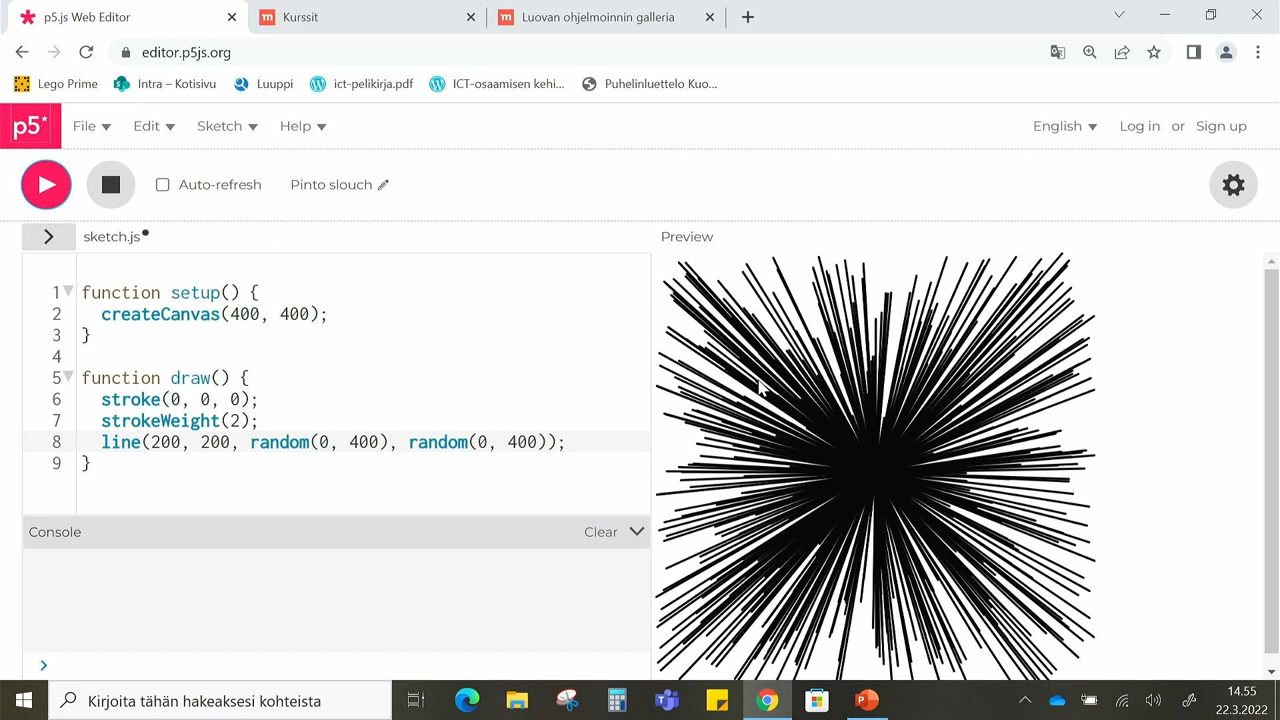 p5.js Web Editor
Kurssit
Luovan ohjelmoinnin galleria
editor.p5js.org
Lego Prime
Intra – Kotisivu
Luuppi
ict-pelikirja.pdf
ICT-osaamisen kehi...
Puhelinluettelo Kuo...
p5*
File
Edit
Sketch
Help
English
Log in or Sign up
Auto-refresh
Pinto slouch
sketch.js
Preview
1 function setup() {
2 createCanvas(400, 400);
3 }
4
5 function draw() {
6 stroke(0, 0, 0);
7 strokeWeight(2);
8 line(200, 200, random(0, 400), random(0, 400));
9 }
Console
Clear
>
Kirjoita tähän hakeaksesi kohteista
14.55
22.3.2022